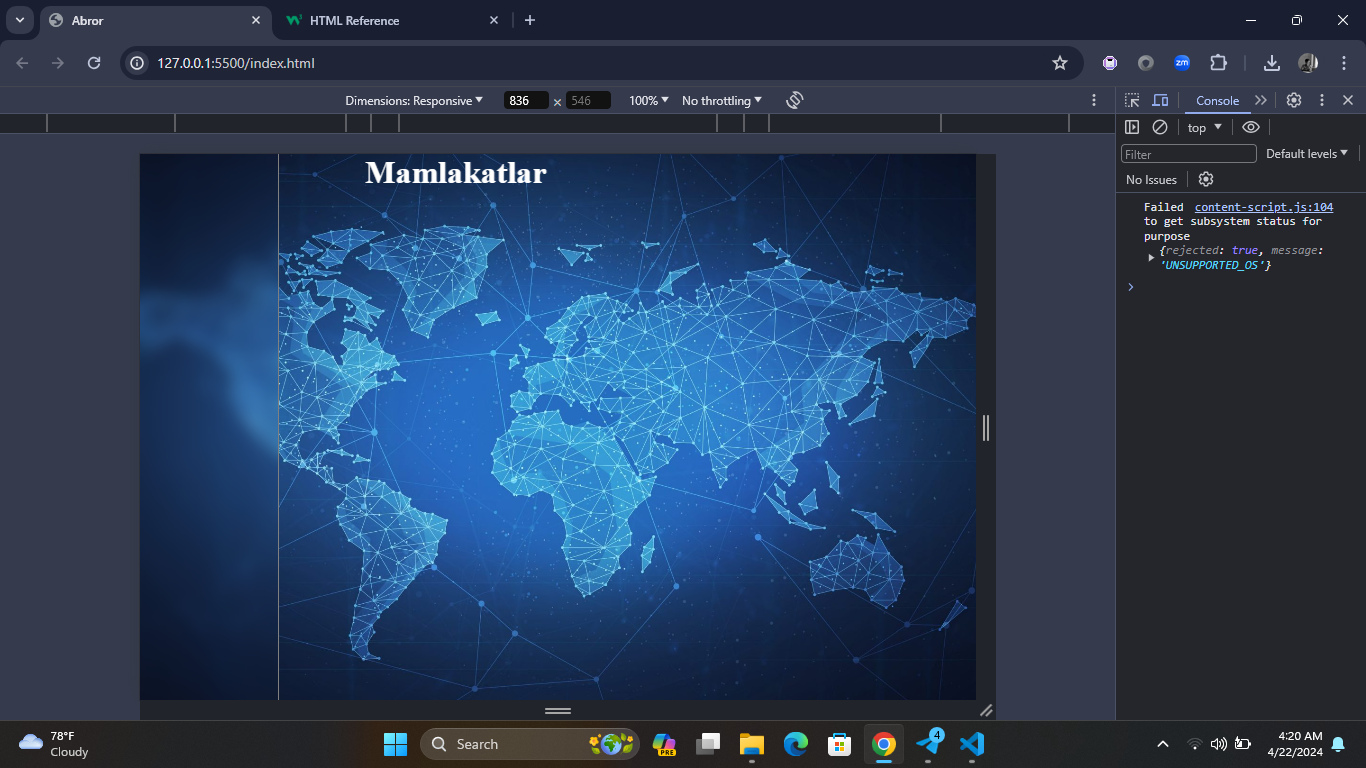 Abror
HTML Reference
127.0.0.1:5500/index.html
zm
Dimensions: Responsive
836 × 546
100%
No throttling
Console
top
Filter
Default levels
No Issues
Failed content-script.js:104
to get subsystem status for
purpose
{rejected: true, message:
'UNSUPPORTED_OS'}
Mamlakatlar
78°F
Cloudy
Search
PRE
4
4:20 AM
4/22/2024